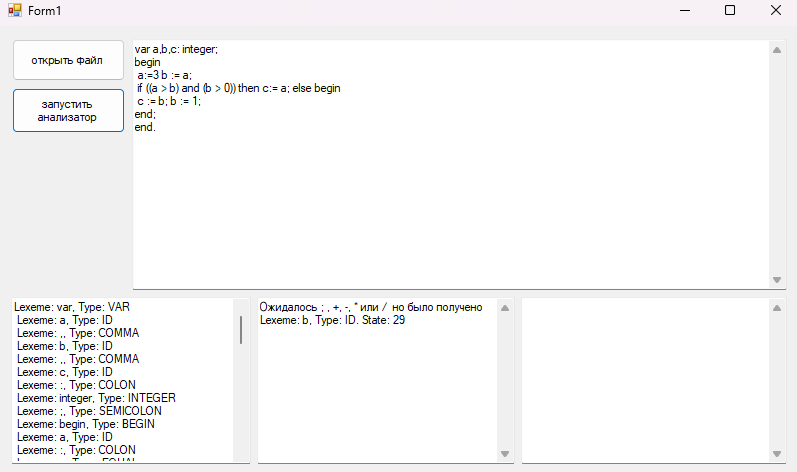 Form1
открыть файл
запустить
анализатор
var a,b,c: integer;
begin
a:=3 b := a;
if ((a > b) and (b > 0)) then c:= a; else begin
c := b; b := 1;
end;
end.
Lexeme: var, Type: VAR
Lexeme: a, Type: ID
Lexeme: ,, Type: COMMA
Lexeme: b, Type: ID
Lexeme: ,, Type: COMMA
Lexeme: c, Type: ID
Lexeme: :, Type: COLON
Lexeme: integer, Type: INTEGER
Lexeme: ;, Type: SEMICOLON
Lexeme: begin, Type: BEGIN
Lexeme: a, Type: ID
Lexeme: :, Type: COLON
Ожидалось ; , +, -, * или / но было получено
Lexeme: b, Type: ID. State: 29